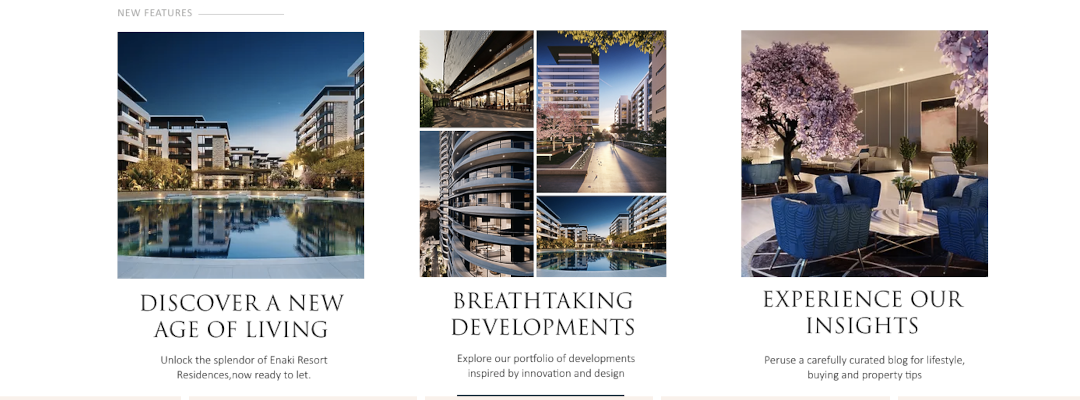 NEW FEATURES
DISCOVER A NEW
AGE OF LIVING
Unlock the splendor of Enaki Resort
Residences,now ready to let.
BREATHTAKING
DEVELOPMENTS
Explore our portfolio of developments
inspired by innovation and design
EXPERIENCE OUR
INSIGHTS
Peruse a carefully curated blog for lifestyle,
buying and property tips